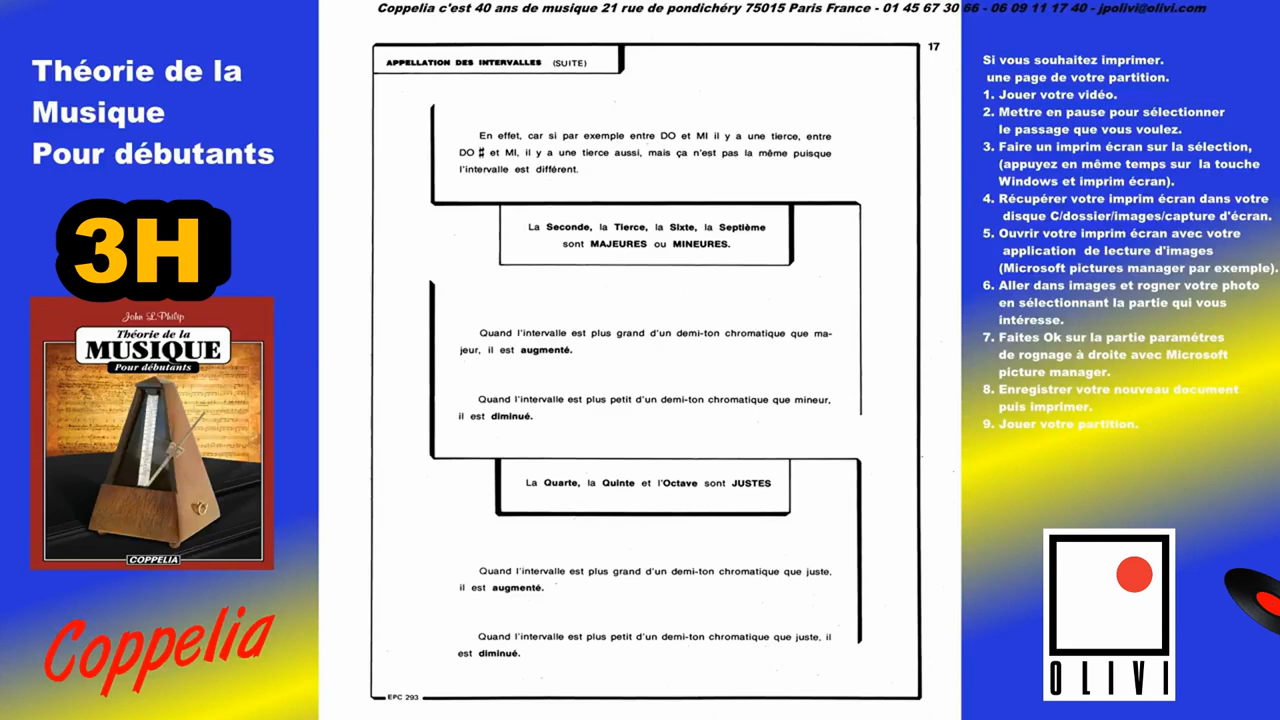 Coppelia c'est 40 ans de musique 21 rue de pondichéry 75015 Paris France - 01 45 67 30 66 - 06 09 11 17 40 - jpolivi@olivi.com
Théorie de la
Musique
Pour débutants
3H
John L. Philip
Théorie de la
MUSIQUE
Pour débutants
COPPELIA
Coppelia
17
APPELLATION DES INTERVALLES (SUITE)
En effet, car si par exemple entre DO et MI il y a une tierce, entre
DO ♯ et MI, il y a une tierce aussi, mais ça n'est pas la même puisque
l'intervalle est différent.
La Seconde, la Tierce, la Sixte, la Septième
sont MAJEURES ou MINEURES.
Quand l'intervalle est plus grand d'un demi-ton chromatique que ma-
jeur, il est augmenté.
Quand l'intervalle est plus petit d'un demi-ton chromatique que mineur,
il est diminué.
La Quarte, la Quinte et l'Octave sont JUSTES
Quand l'intervalle est plus grand d'un demi-ton chromatique que juste,
il est augmenté.
Quand l'intervalle est plus petit d'un demi-ton chromatique que juste, il
est diminué.
EPC 293
Si vous souhaitez imprimer.
une page de votre partition.
1. Jouer votre vidéo.
2. Mettre en pause pour sélectionner
le passage que vous voulez.
3. Faire un imprim écran sur la sélection,
(appuyez en même temps sur la touche
Windows et imprim écran).
4. Récupérer votre imprim écran dans votre
disque C/dossier/images/capture d'écran.
5. Ouvrir votre imprim écran avec votre
application de lecture d'images
(Microsoft pictures manager par exemple).
6. Aller dans images et rogner votre photo
en sélectionnant la partie qui vous
intéresse.
7. Faites Ok sur la partie paramétres
de rognage à droite avec Microsoft
picture manager.
8. Enregistrer votre nouveau document
puis imprimer.
9. Jouer votre partition.
OLIVI